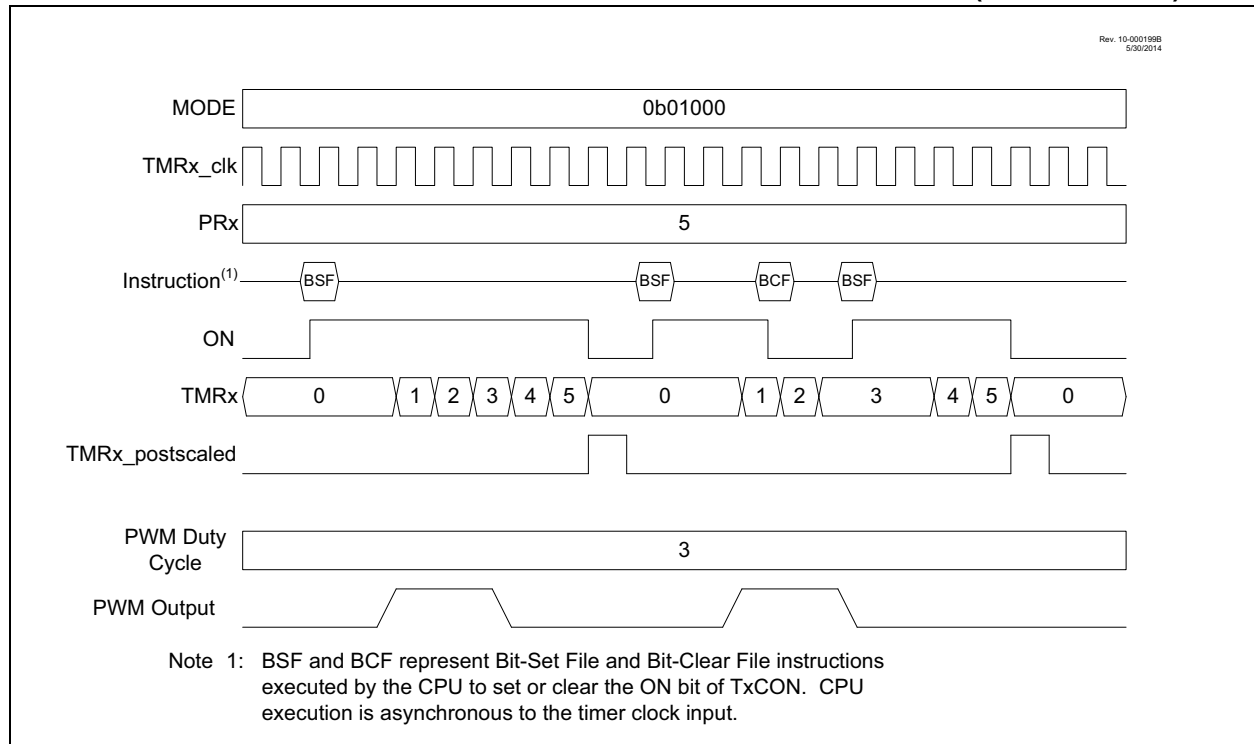 Rev. 10-000199B
5/30/2014
MODE 0b01000
TMRx_clk
PRx 5
Instruction(1) BSF BSF BCF BSF
ON
TMRx 0 1 2 3 4 5 0 1 2 3 4 5 0
TMRx_postscaled
PWM Duty
Cycle 3
PWM Output
Note 1: BSF and BCF represent Bit-Set File and Bit-Clear File instructions
executed by the CPU to set or clear the ON bit of TxCON. CPU
execution is asynchronous to the timer clock input.